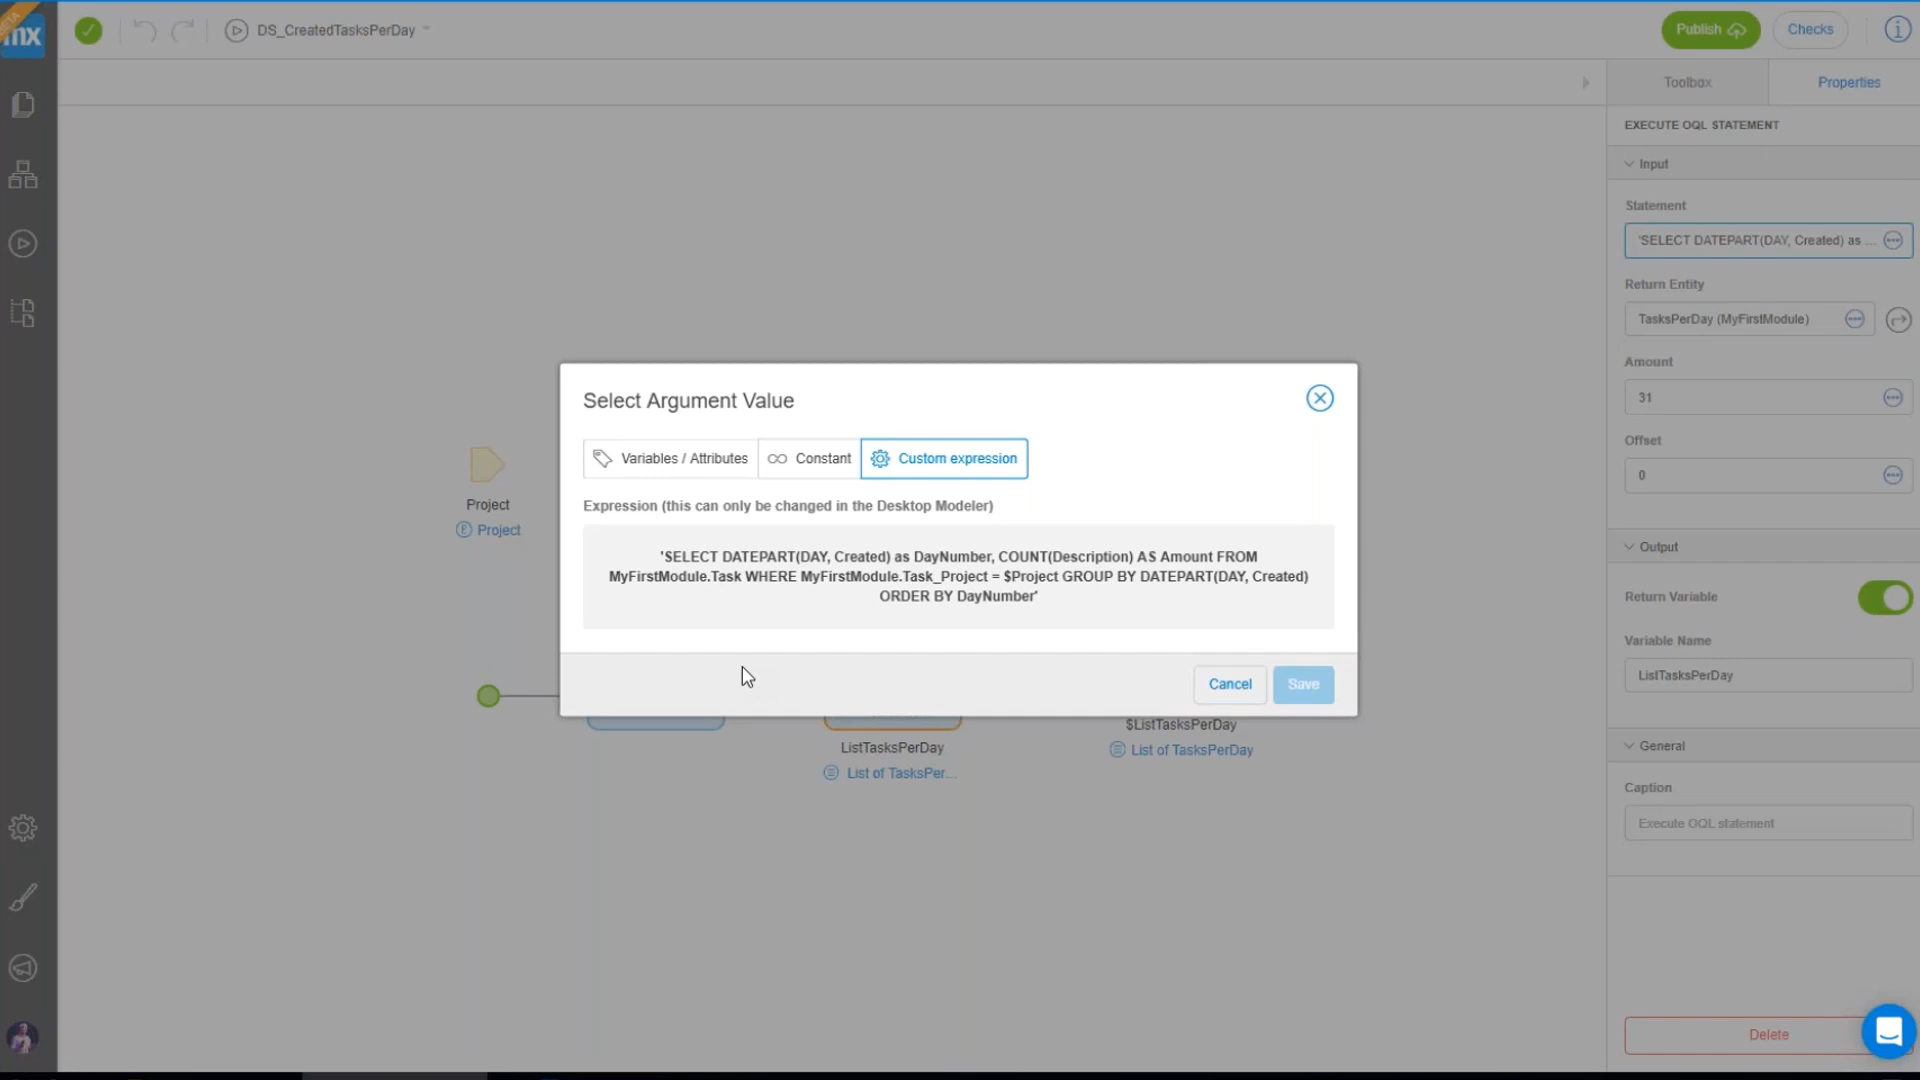 BETA
mx
DS_CreatedTasksPerDay
Publish
Checks
Toolbox
Properties
EXECUTE OQL STATEMENT
Input
Statement
'SELECT DATEPART(DAY, Created) as ...
Return Entity
TasksPerDay (MyFirstModule)
Amount
31
Offset
0
Output
Return Variable
Variable Name
ListTasksPerDay
General
Caption
Execute OQL statement
Delete
Project
Project
Select Argument Value
Variables / Attributes
Constant
Custom expression
Expression (this can only be changed in the Desktop Modeler)
'SELECT DATEPART(DAY, Created) as DayNumber, COUNT(Description) AS Amount FROM
MyFirstModule.Task WHERE MyFirstModule.Task_Project = $Project GROUP BY DATEPART(DAY, Created)
ORDER BY DayNumber'
Cancel
Save
ListTasksPerDay
List of TasksPer...
$ListTasksPerDay
List of TasksPerDay